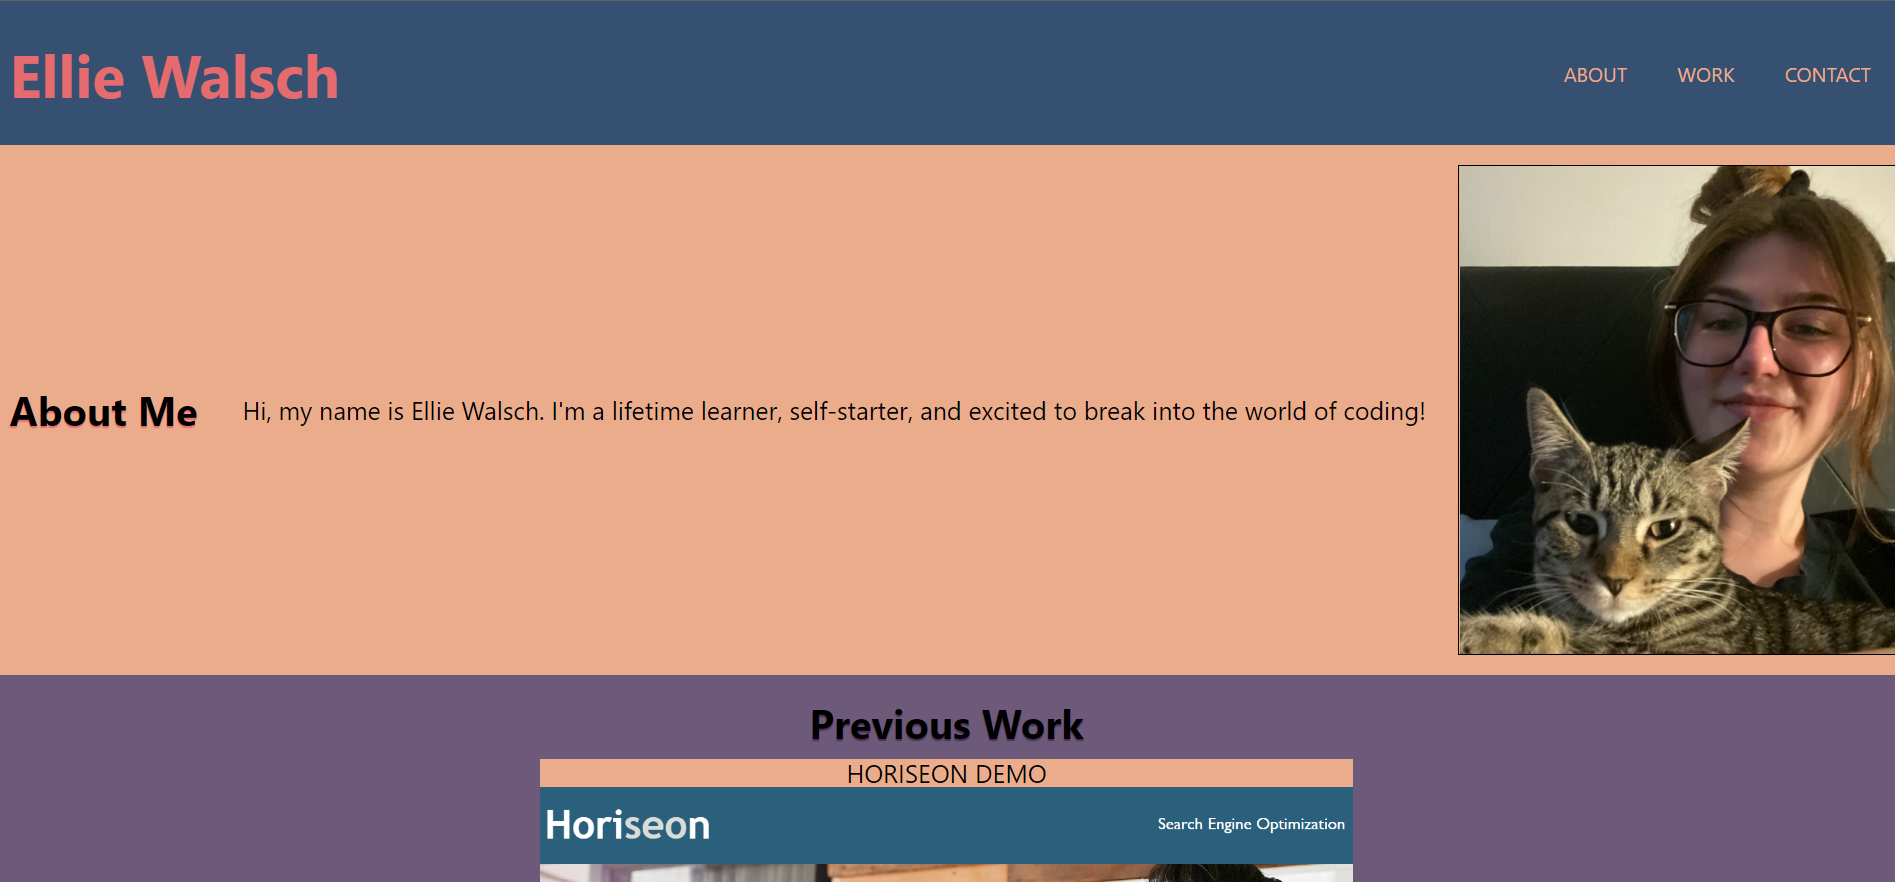 Ellie Walsch
ABOUT WORK CONTACT
About Me
Hi, my name is Ellie Walsch. I'm a lifetime learner, self-starter, and excited to break into the world of coding!
Previous Work
HORISEON DEMO
Horiseon
Search Engine Optimization